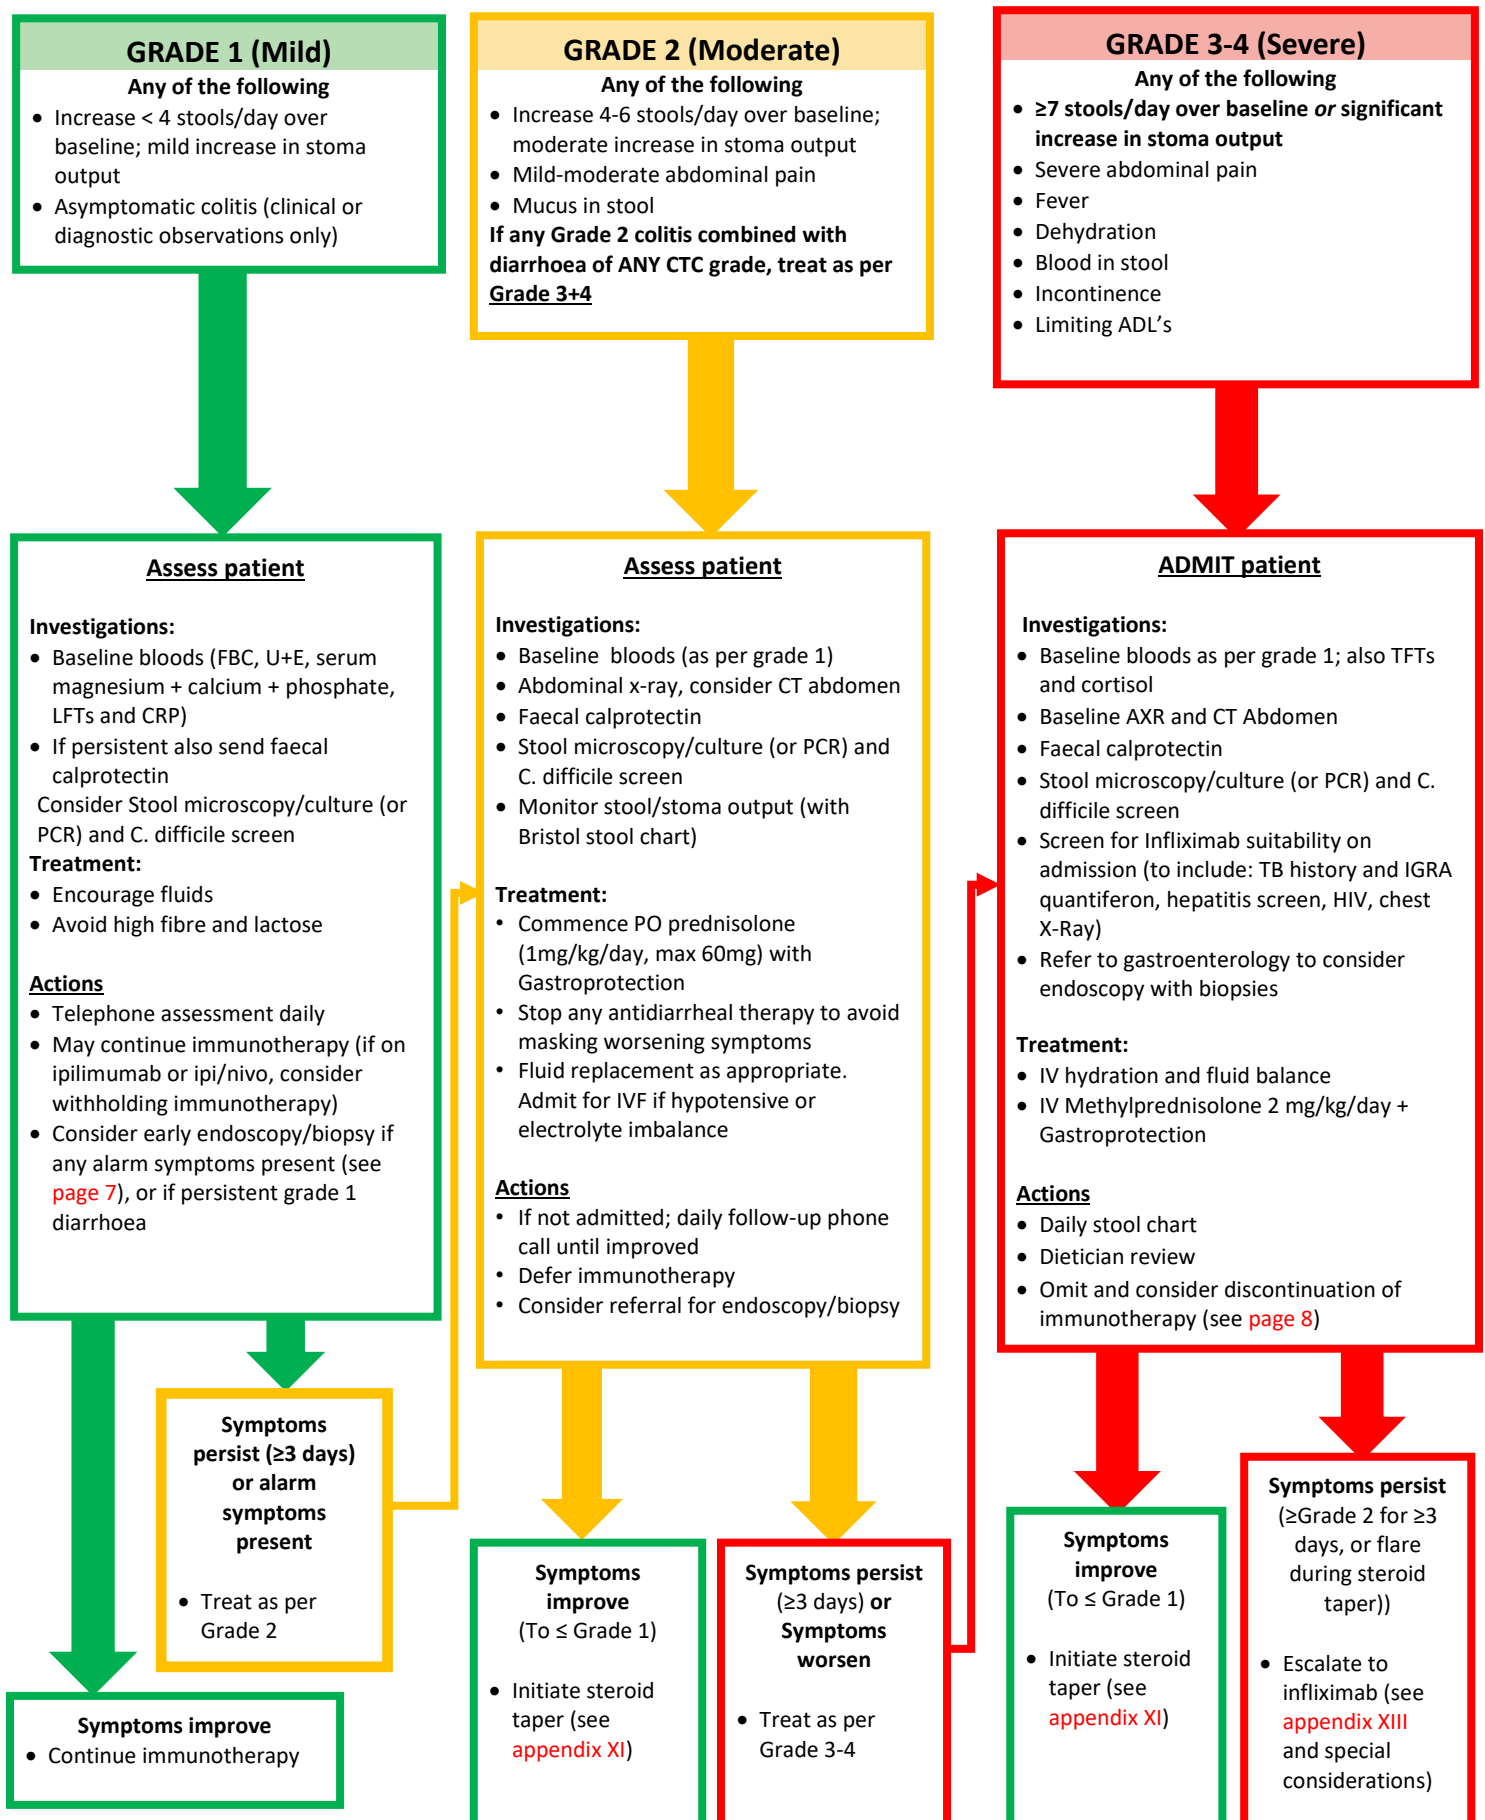 GRADE 1 (Mild)
Any of the following
• Increase < 4 stools/day over
baseline; mild increase in stoma
output
• Asymptomatic colitis (clinical or
diagnostic observations only)
GRADE 2 (Moderate)
Any of the following
• Increase 4-6 stools/day over baseline;
moderate increase in stoma output
• Mild-moderate abdominal pain
• Mucus in stool
If any Grade 2 colitis combined with
diarrhoea of ANY CTC grade, treat as per
Grade 3+4
GRADE 3-4 (Severe)
Any of the following
• ≥7 stools/day over baseline or significant
increase in stoma output
• Severe abdominal pain
• Fever
• Dehydration
• Blood in stool
• Incontinence
• Limiting ADL’s
Assess patient
Investigations:
• Baseline bloods (FBC, U+E, serum
magnesium + calcium + phosphate,
LFTs and CRP)
• If persistent also send faecal
calprotectin
Consider Stool microscopy/culture (or
PCR) and C. difficile screen
Treatment:
• Encourage fluids
• Avoid high fibre and lactose
Actions
• Telephone assessment daily
• May continue immunotherapy (if on
ipilimumab or ipi/nivo, consider
withholding immunotherapy)
• Consider early endoscopy/biopsy if
any alarm symptoms present (see
page 7), or if persistent grade 1
diarrhoea
Assess patient
Investigations:
• Baseline bloods (as per grade 1)
• Abdominal x-ray, consider CT abdomen
• Faecal calprotectin
• Stool microscopy/culture (or PCR) and
C. difficile screen
• Monitor stool/stoma output (with
Bristol stool chart)
Treatment:
• Commence PO prednisolone
(1mg/kg/day, max 60mg) with
Gastroprotection
• Stop any antidiarrheal therapy to avoid
masking worsening symptoms
• Fluid replacement as appropriate.
Admit for IVF if hypotensive or
electrolyte imbalance
Actions
• If not admitted; daily follow-up phone
call until improved
• Defer immunotherapy
• Consider referral for endoscopy/biopsy
ADMIT patient
Investigations:
• Baseline bloods as per grade 1; also TFTs
and cortisol
• Baseline AXR and CT Abdomen
• Faecal calprotectin
• Stool microscopy/culture (or PCR) and C.
difficile screen
• Screen for Infliximab suitability on
admission (to include: TB history and IGRA
quantiferon, hepatitis screen, HIV, chest
X-Ray)
• Refer to gastroenterology to consider
endoscopy with biopsies
Treatment:
• IV hydration and fluid balance
• IV Methylprednisolone 2 mg/kg/day +
Gastroprotection
Actions
• Daily stool chart
• Dietician review
• Omit and consider discontinuation of
immunotherapy (see page 8)
Symptoms
persist (≥3 days)
or alarm
symptoms
present
• Treat as per
Grade 2
Symptoms improve
• Continue immunotherapy
Symptoms
improve
(To ≤ Grade 1)
• Initiate steroid
taper (see
appendix XI)
Symptoms persist
(≥3 days) or
Symptoms
worsen
• Treat as per
Grade 3-4
Symptoms
improve
(To ≤ Grade 1)
• Initiate steroid
taper (see
appendix XI)
Symptoms persist
(≥Grade 2 for ≥3
days, or flare
during steroid
taper))
• Escalate to
infliximab (see
appendix XIII
and special
considerations)